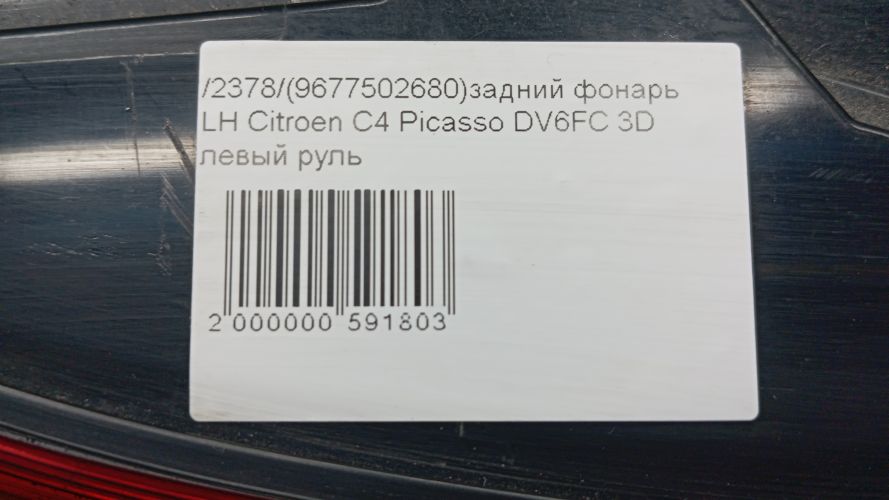 /2378/(9677502680)задний фонарь
LH Citroen C4 Picasso DV6FC 3D
левый руль
2 000000 591803